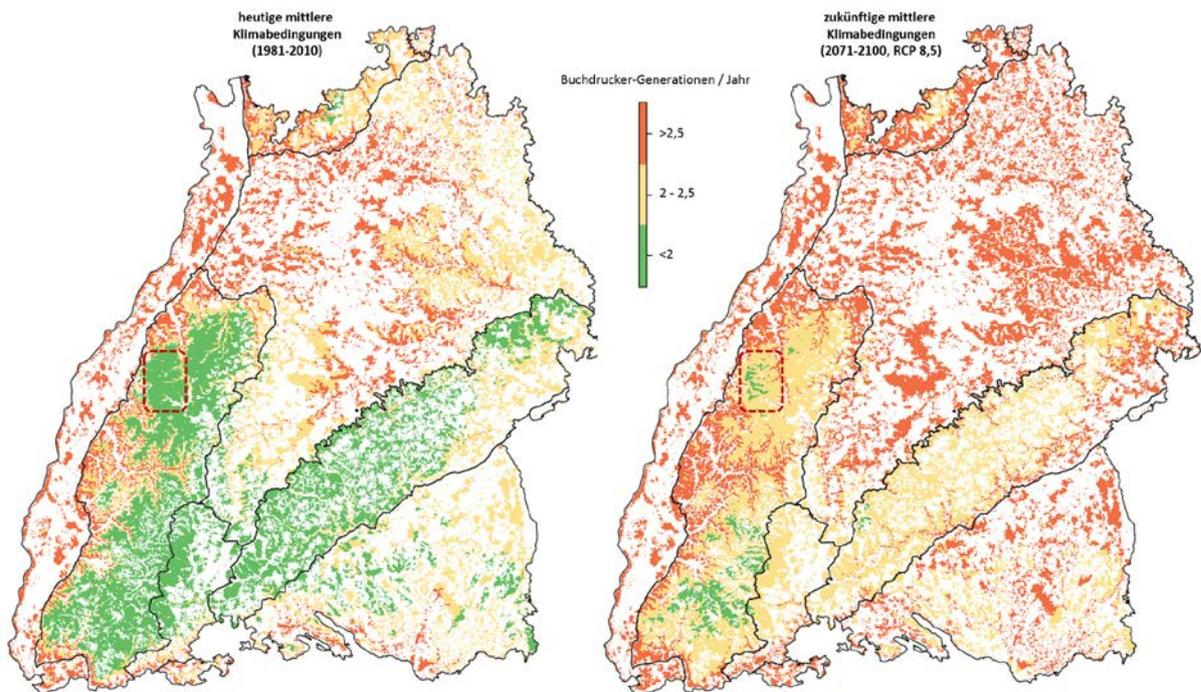 heutige mittlere
Klimabedingungen
(1981-2010)
zukünftige mittlere
Klimabedingungen
(2071-2100, RCP 8,5)
Buchdrucker-Generationen / Jahr
>2,5
2 - 2,5
<2